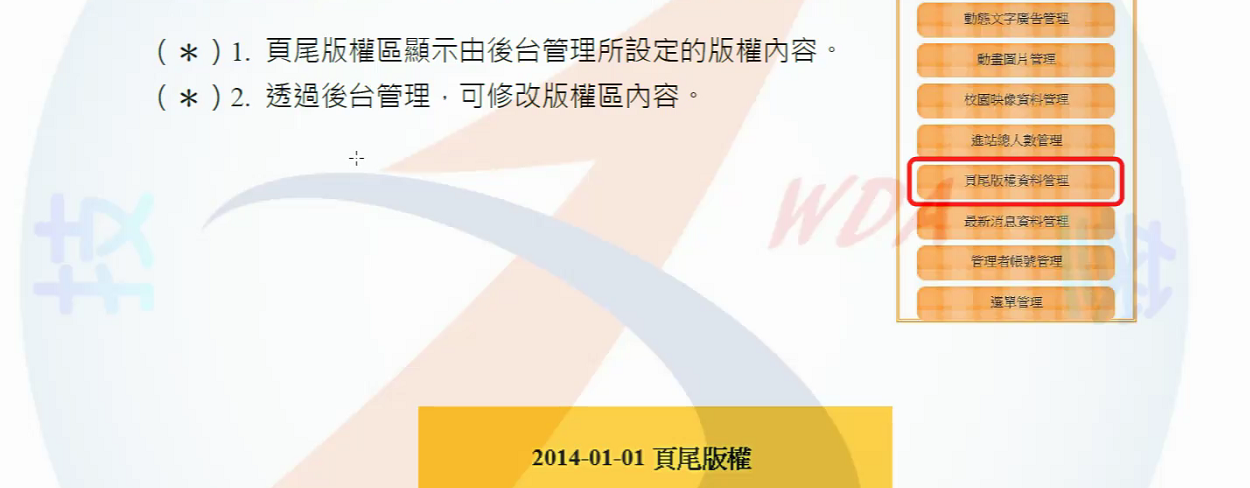 (＊)1. 頁尾版權區顯示由後台管理所設定的版權內容。
(＊)2. 透過後台管理，可修改版權區內容。
動態文字廣告管理
動畫圖片管理
校園映像資料管理
進站總人數管理
頁尾版權資料管理
最新消息資料管理
管理者帳號管理
選單管理
技
WDA
2014-01-01 頁尾版權